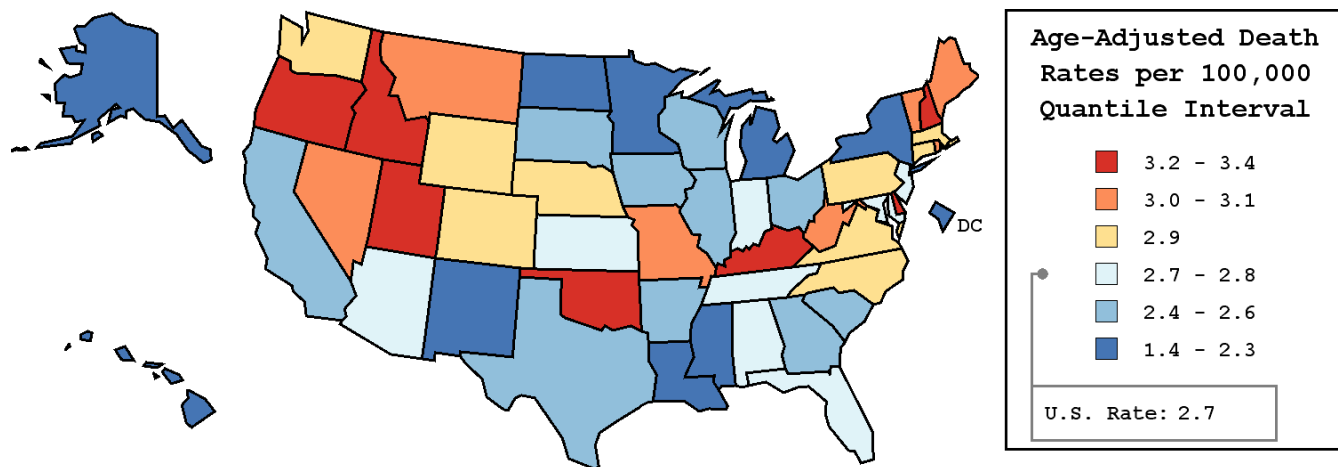 Age-Adjusted Death
Rates per 100,000
Quantile Interval
3.2 - 3.4
3.0 - 3.1
2.9
2.7 - 2.8
2.4 - 2.6
1.4 - 2.3
U.S. Rate: 2.7
DC